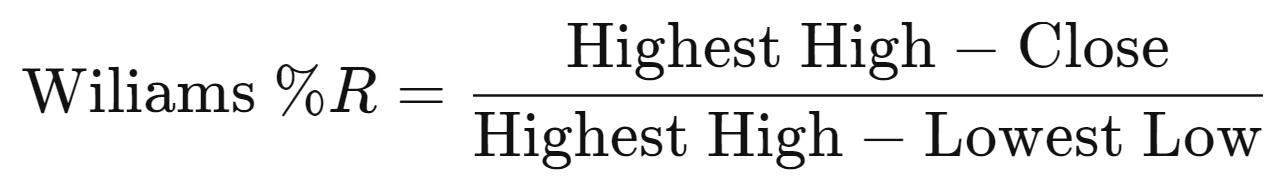 Wiliams %R = Highest High − Close
Highest High − Lowest Low